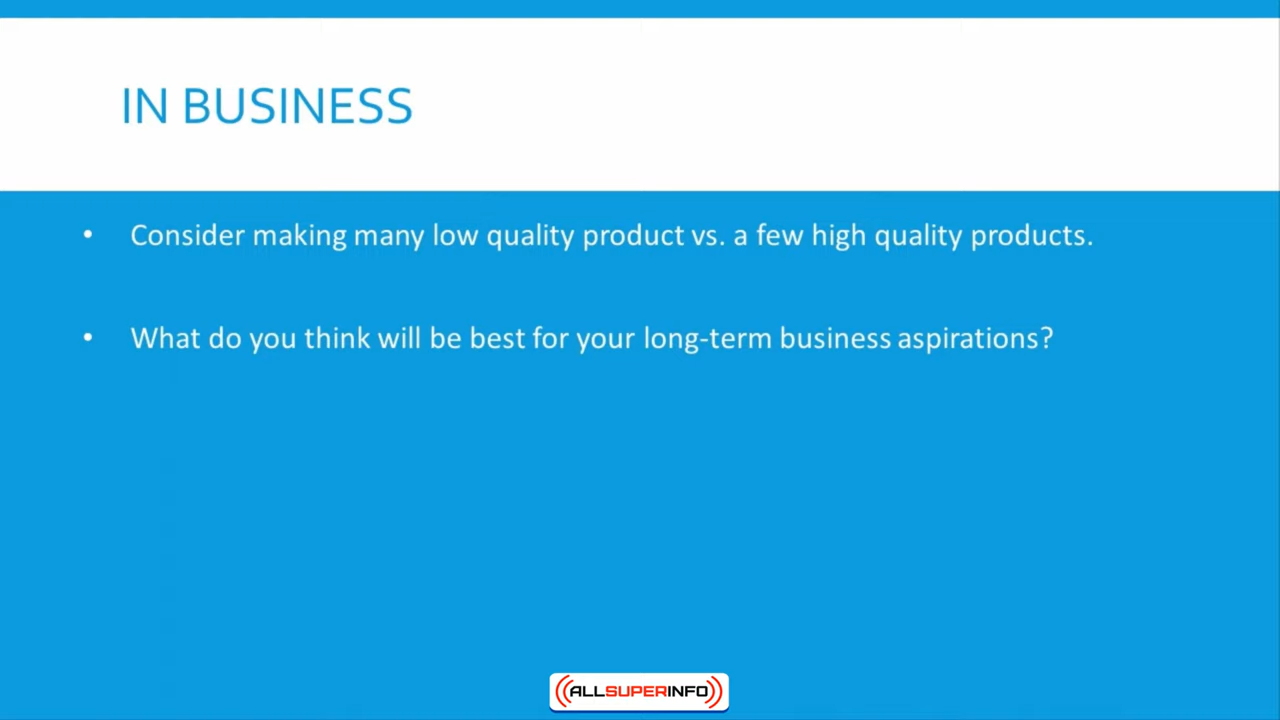 IN BUSINESS
• Consider making many low quality product vs. a few high quality products.
• What do you think will be best for your long-term business aspirations?
ALLSUPERINFO